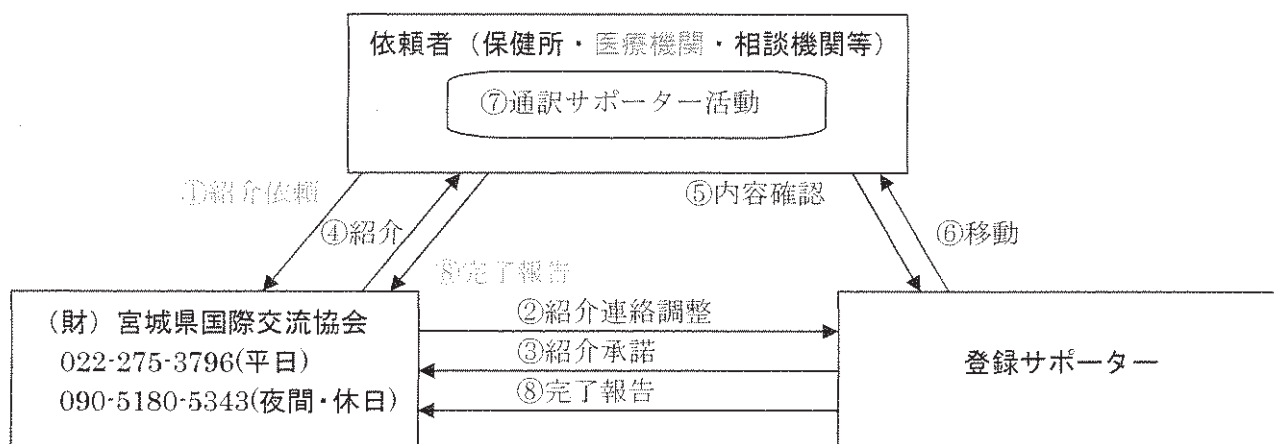 依頼者（保健所・医療機関・相談機関等）
⑦通訳サポーター活動
①紹介依頼
④紹介
⑤内容確認
⑥移動
⑧完了報告
（財）宮城県国際交流協会
022-275-3796(平日)
090-5180-5343(夜間・休日)
②紹介連絡調整
③紹介承諾
⑧完了報告
登録サポーター